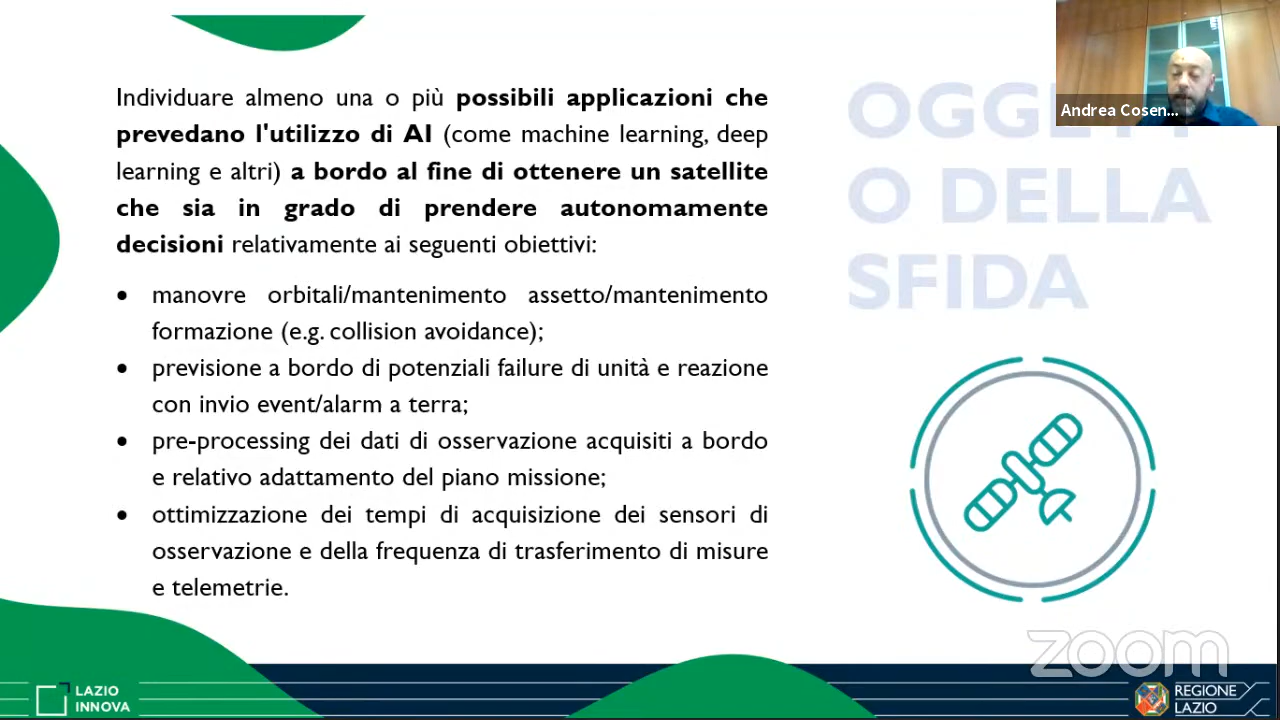 Individuare almeno una o più possibili applicazioni che
prevedano l'utilizzo di AI (come machine learning, deep
learning e altri) a bordo al fine di ottenere un satellite
che sia in grado di prendere autonomamente
decisioni relativamente ai seguenti obiettivi:
• manovre orbitali/mantenimento assetto/mantenimento
formazione (e.g. collision avoidance);
• previsione a bordo di potenziali failure di unità e reazione
con invio event/alarm a terra;
• pre-processing dei dati di osservazione acquisiti a bordo
e relativo adattamento del piano missione;
• ottimizzazione dei tempi di acquisizione dei sensori di
osservazione e della frequenza di trasferimento di misure
e telemetrie.
Andrea Cosen...
OGGETT
O DELLA
SFIDA
zoom
LAZIO
INNOVA
REGIONE
LAZIO